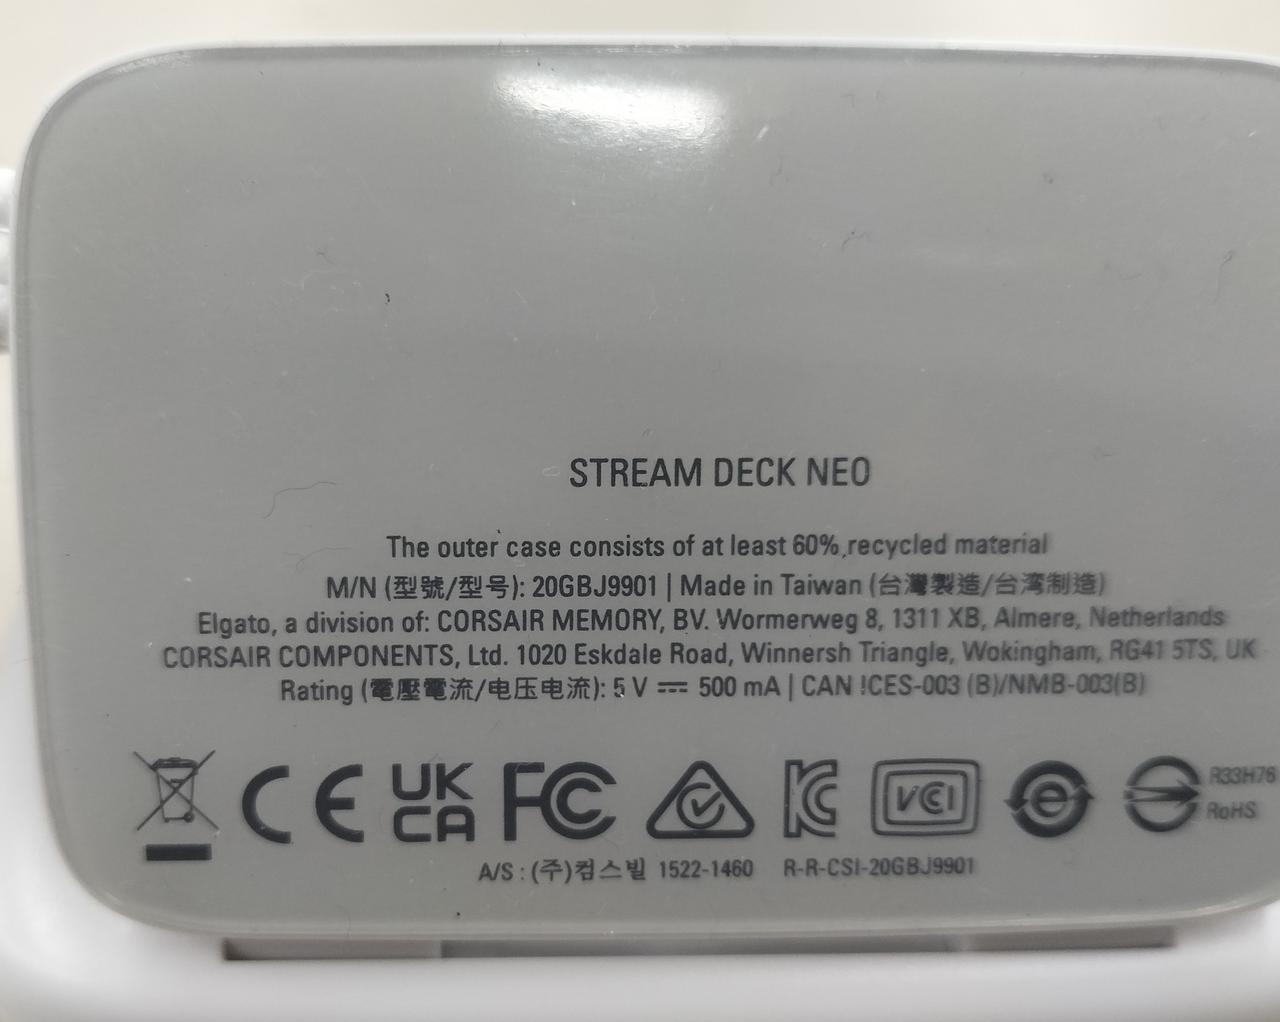 STREAM DECK NEO
The outer case consists of at least 60% recycled material
M/N (型號/型号): 20GBJ9901 | Made in Taiwan (台灣製造/台湾制造)
Elgato, a division of: CORSAIR MEMORY, BV. Wormerweg 8, 1311 XB, Almere, Netherlands
CORSAIR COMPONENTS, Ltd. 1020 Eskdale Road, Winnersh Triangle, Wokingham, RG41 5TS, UK
Rating (電壓電流/电压电流): 5 V ⎓ 500 mA | CAN ICES-003 (B)/NMB-003(B)
CE UK CA FC KC VCI e R33H76
RoHS
A/S : (주)컴스빌 1522-1460 R-R-CSI-20GBJ9901